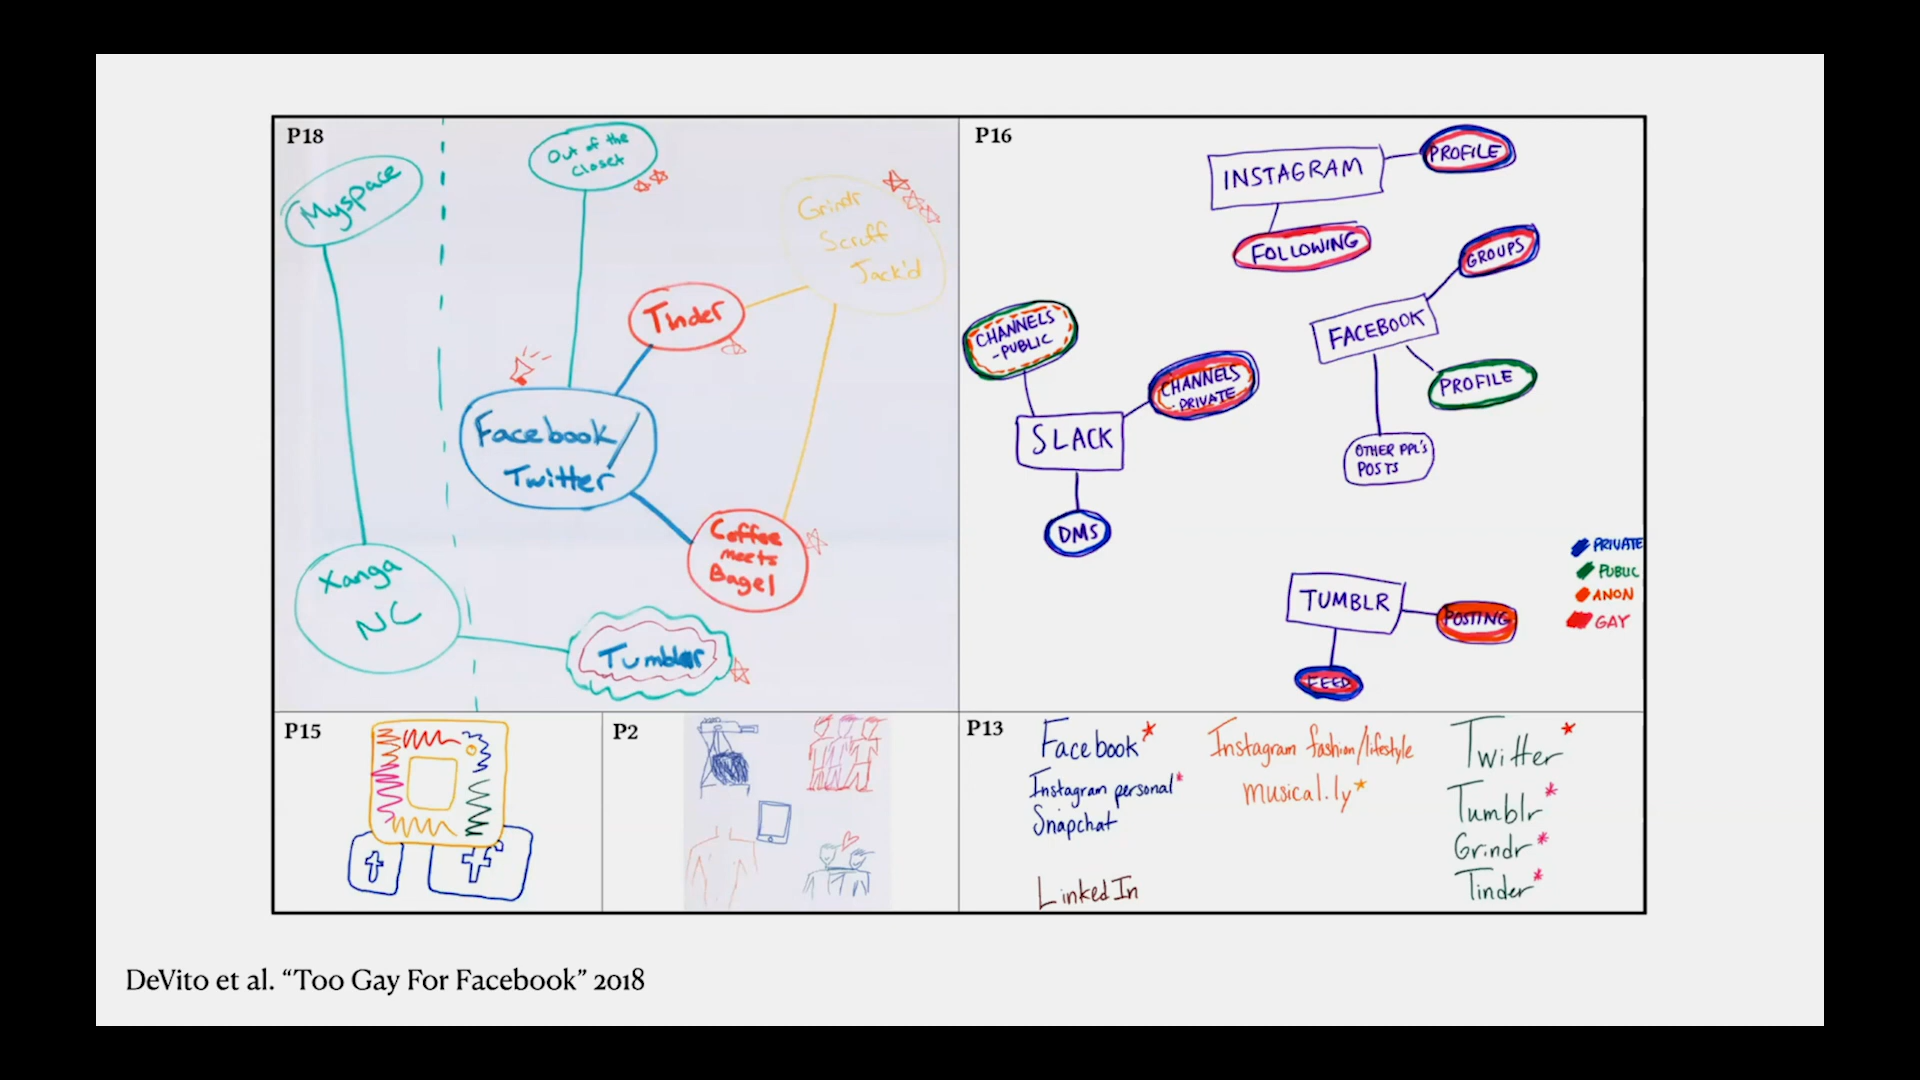 P18
Myspace
Out of the
closet
Grindr
Scruff
Jack'd
Tinder
Facebook/
Twitter
Coffee
meets
Bagel
Xanga
NC
Tumblr
P16
INSTAGRAM
PROFILE
FOLLOWING
GROUPS
FACEBOOK
PROFILE
OTHER PPL'S
POSTS
CHANNELS
-PUBLIC
CHANNELS
-PRIVATE
SLACK
DMS
PRIVATE
PUBLIC
ANON
GAY
TUMBLR
POSTING
FEED
P15
t
f
P2
P13
Facebook*
Instagram personal*
Snapchat
LinkedIn
Instagram fashion/lifestyle
musical.ly*
Twitter*
Tumblr*
Grindr*
Tinder*
DeVito et al. “Too Gay For Facebook” 2018